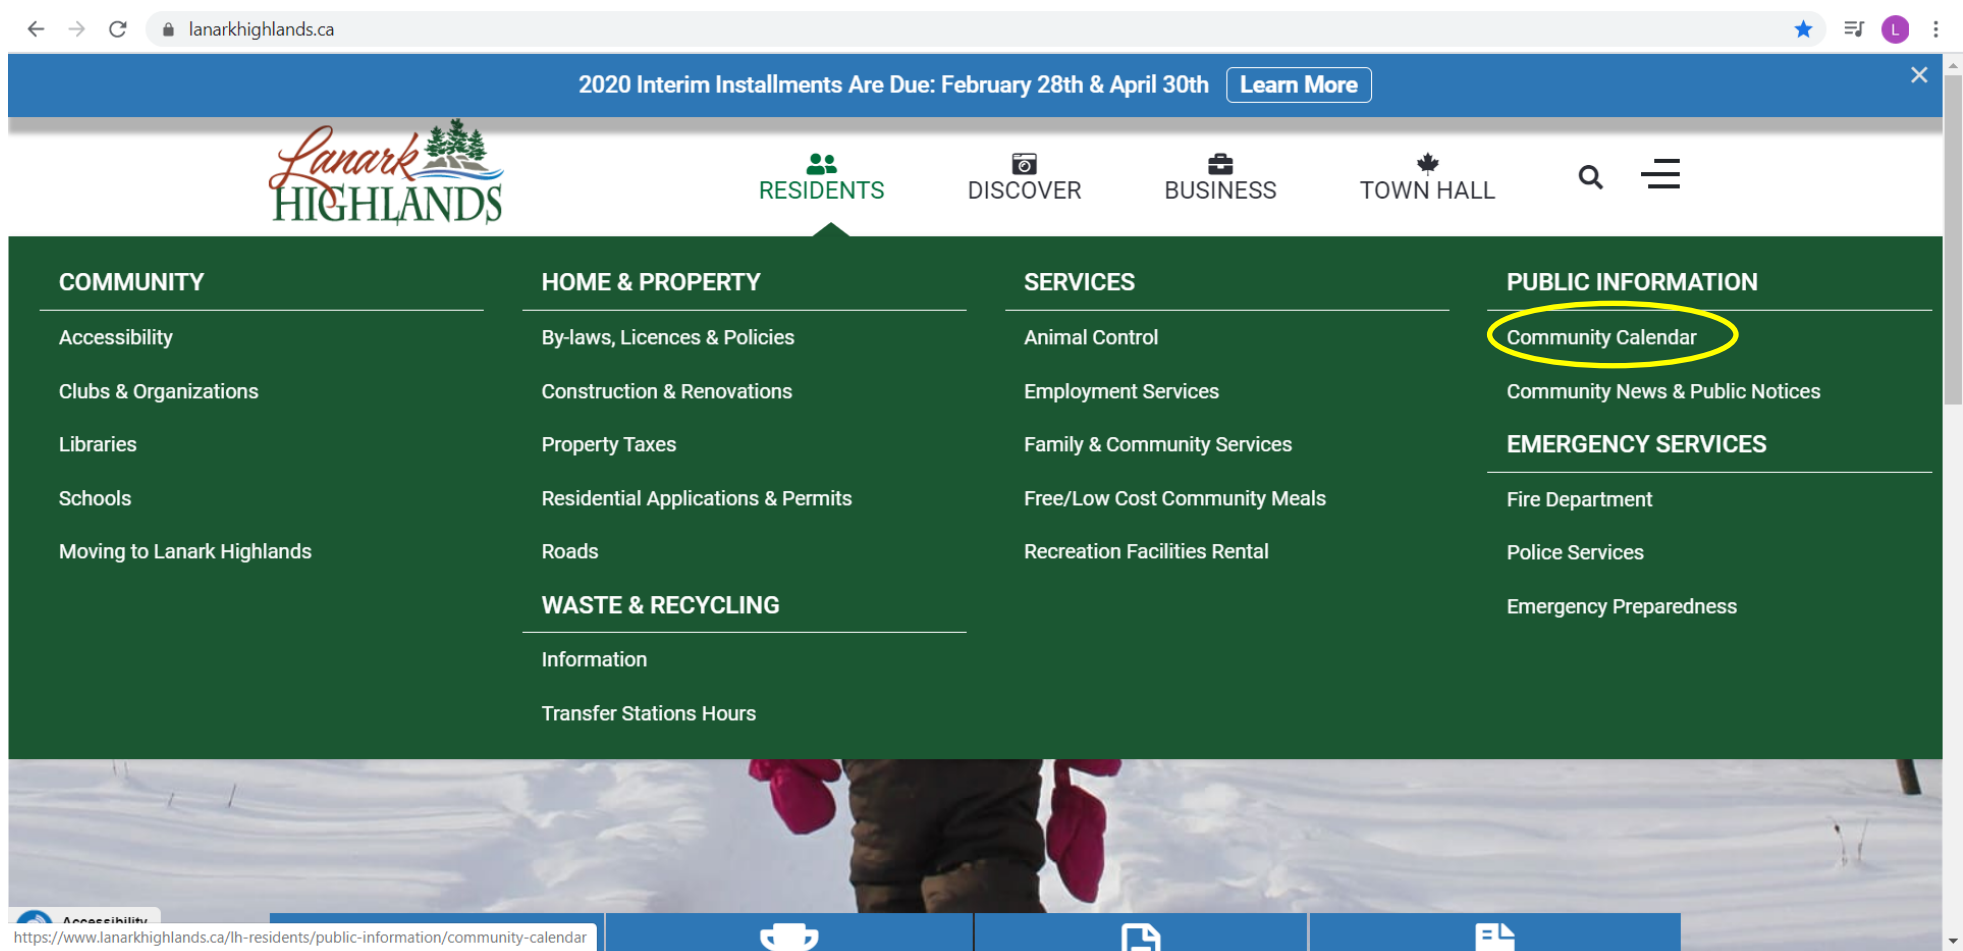 lanarkhighlands.ca
L
2020 Interim Installments Are Due: February 28th & April 30th Learn More
Lanark
HIGHLANDS
RESIDENTS DISCOVER BUSINESS TOWN HALL
COMMUNITY
Accessibility
Clubs & Organizations
Libraries
Schools
Moving to Lanark Highlands
HOME & PROPERTY
By-laws, Licences & Policies
Construction & Renovations
Property Taxes
Residential Applications & Permits
Roads
WASTE & RECYCLING
Information
Transfer Stations Hours
SERVICES
Animal Control
Employment Services
Family & Community Services
Free/Low Cost Community Meals
Recreation Facilities Rental
PUBLIC INFORMATION
Community Calendar
Community News & Public Notices
EMERGENCY SERVICES
Fire Department
Police Services
Emergency Preparedness
Accessibility
https://www.lanarkhighlands.ca/lh-residents/public-information/community-calendar